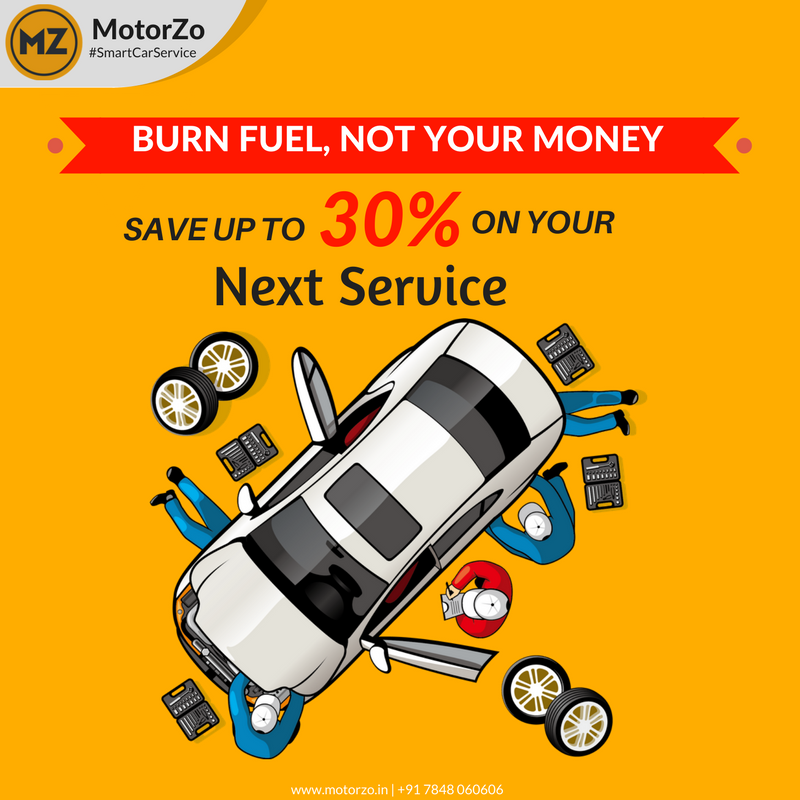 MZ
MotorZo
#SmartCarService
BURN FUEL, NOT YOUR MONEY
SAVE UP TO 30% ON YOUR
Next Service
www.motorzo.in | +91 7848 060606